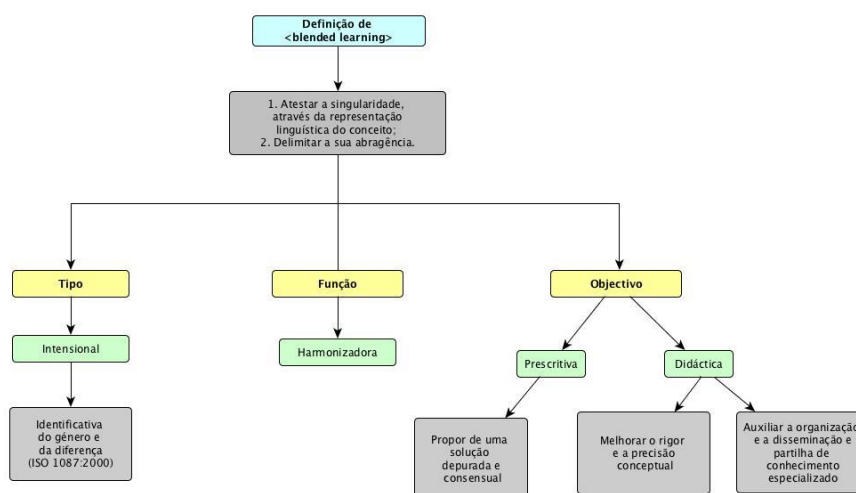 Definição de
<blended learning>
1. Atestar a singularidade,
através da representação
linguística do conceito;
2. Delimitar a sua abragência.
Tipo
Função
Objectivo
Intensional
Harmonizadora
Prescritiva
Didáctica
Identificativa
do género e
da diferença
(ISO 1087:2000)
Propor de uma
solução
depurada e
consensual
Melhorar o rigor
e a precisão
conceptual
Auxiliar a organização
e a disseminação e
partilha de
conhecimento
especializado